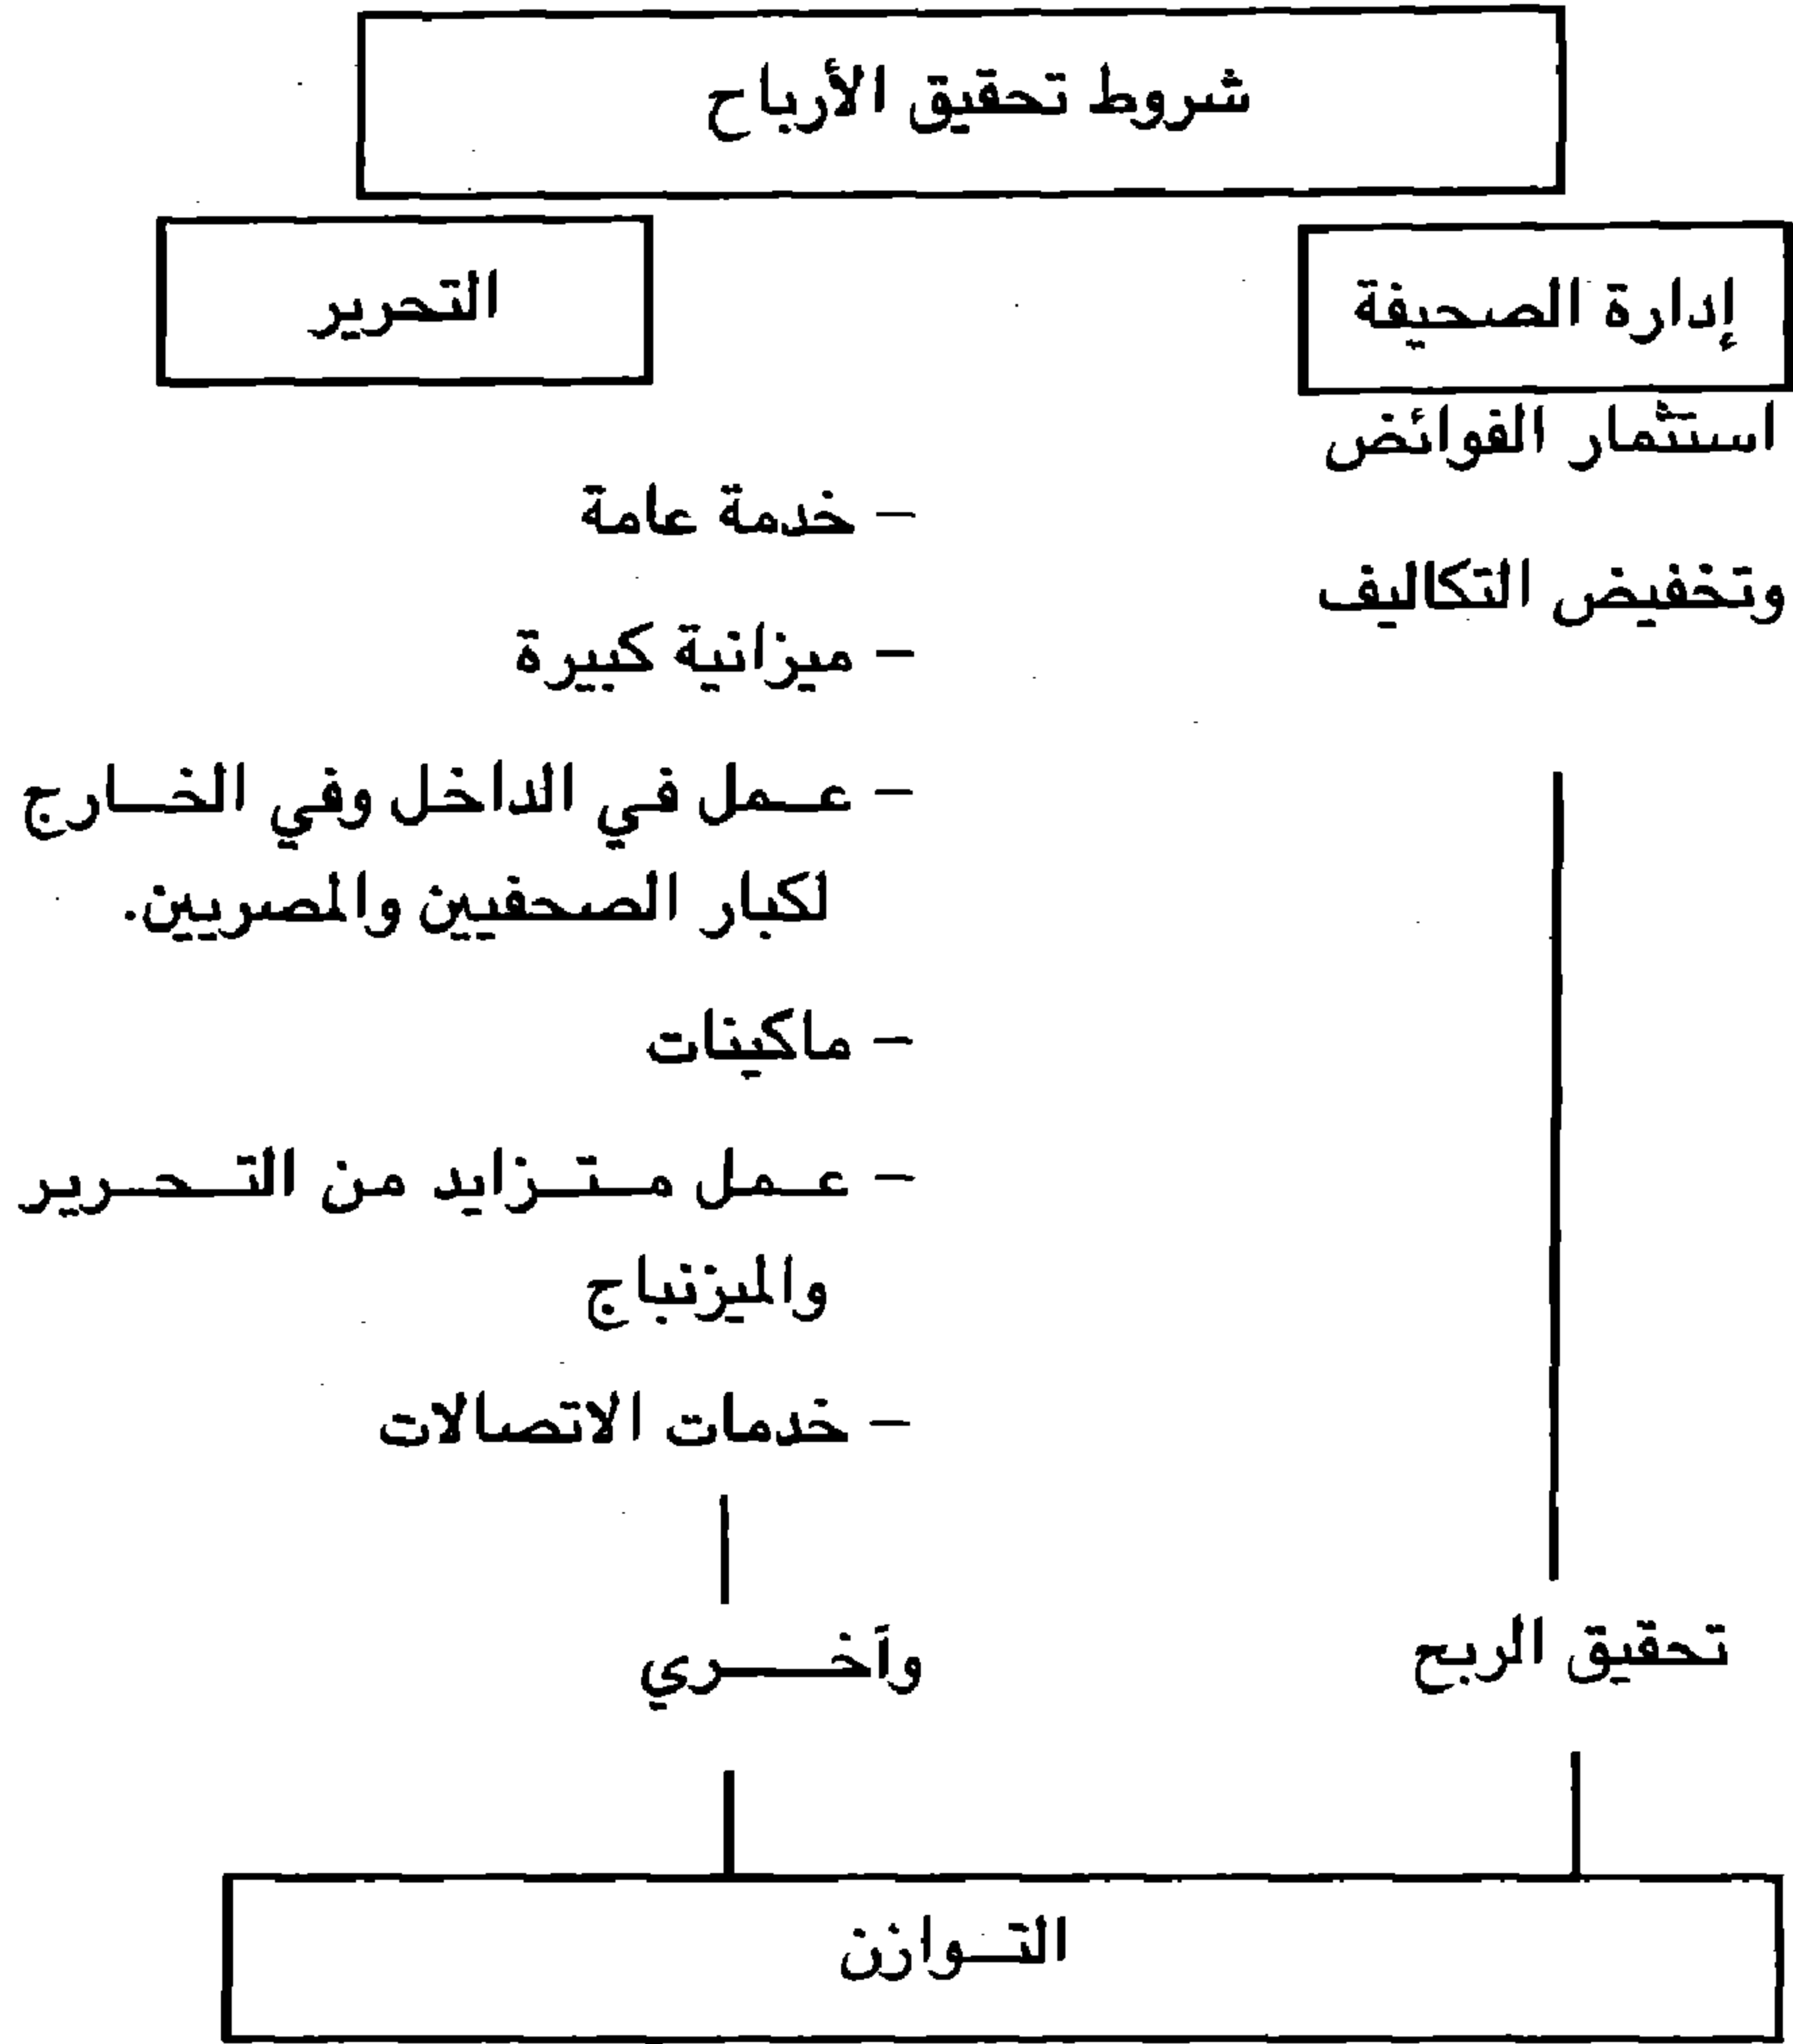 شروط تحقيق الأرباح
إدارة الصحيفة
استثمار الفوائض
وتخفيض التكاليف
تحقيق الربح
التحرير
– خدمة عامة
– ميزانية كبيرة
– عمل في الداخل وفي الخارج
لكبار الصحفيين والمصريين.
– ماكينات
– عمل متزايد من التحرير
والميزنباج
– خدمات الاتصالات
وآخري
التوازن